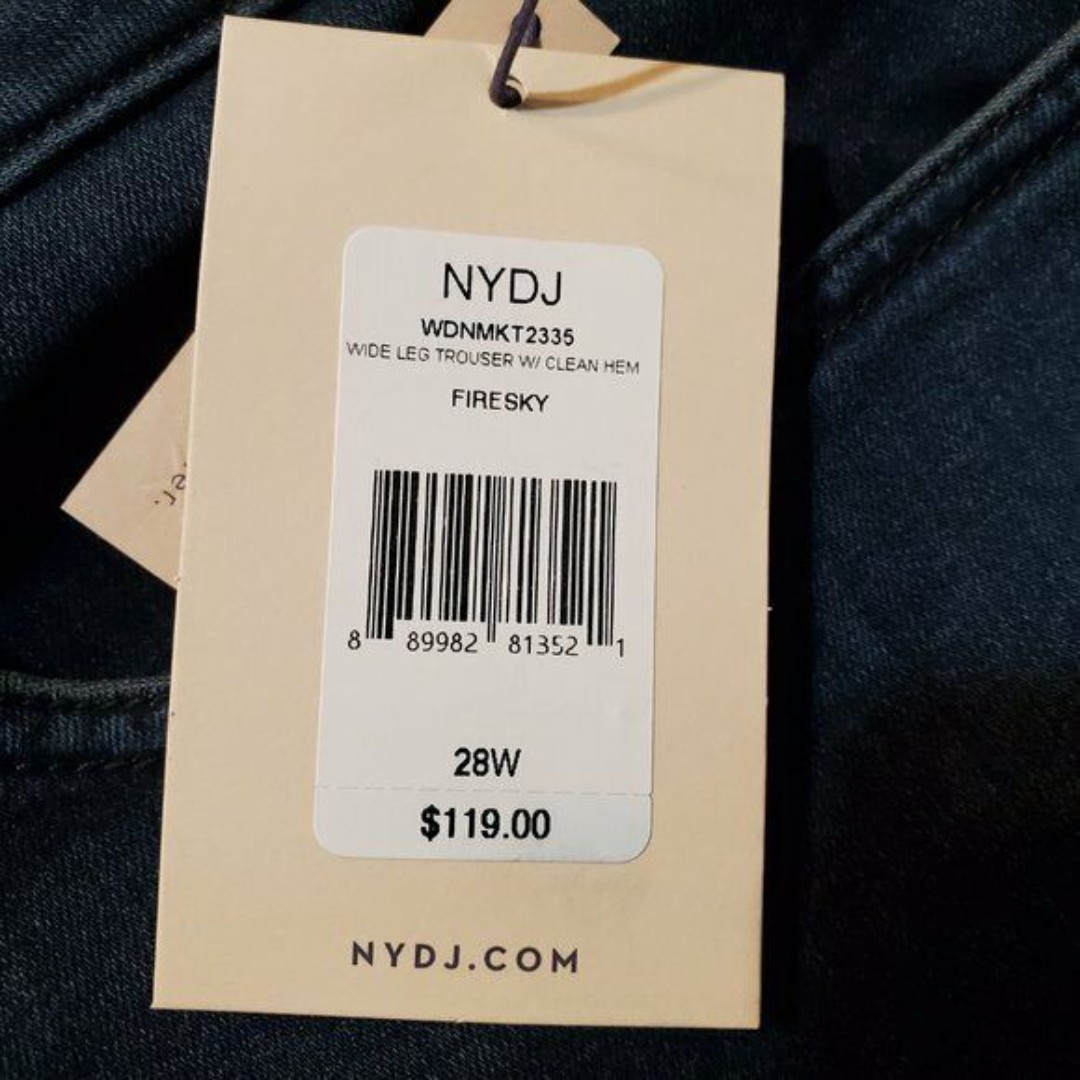 NYDJ
WDNMKT2335
WIDE LEG TROUSER W/ CLEAN HEM
FIRESKY
8 89982 81352 1
28W
$119.00
NYDJ.COM